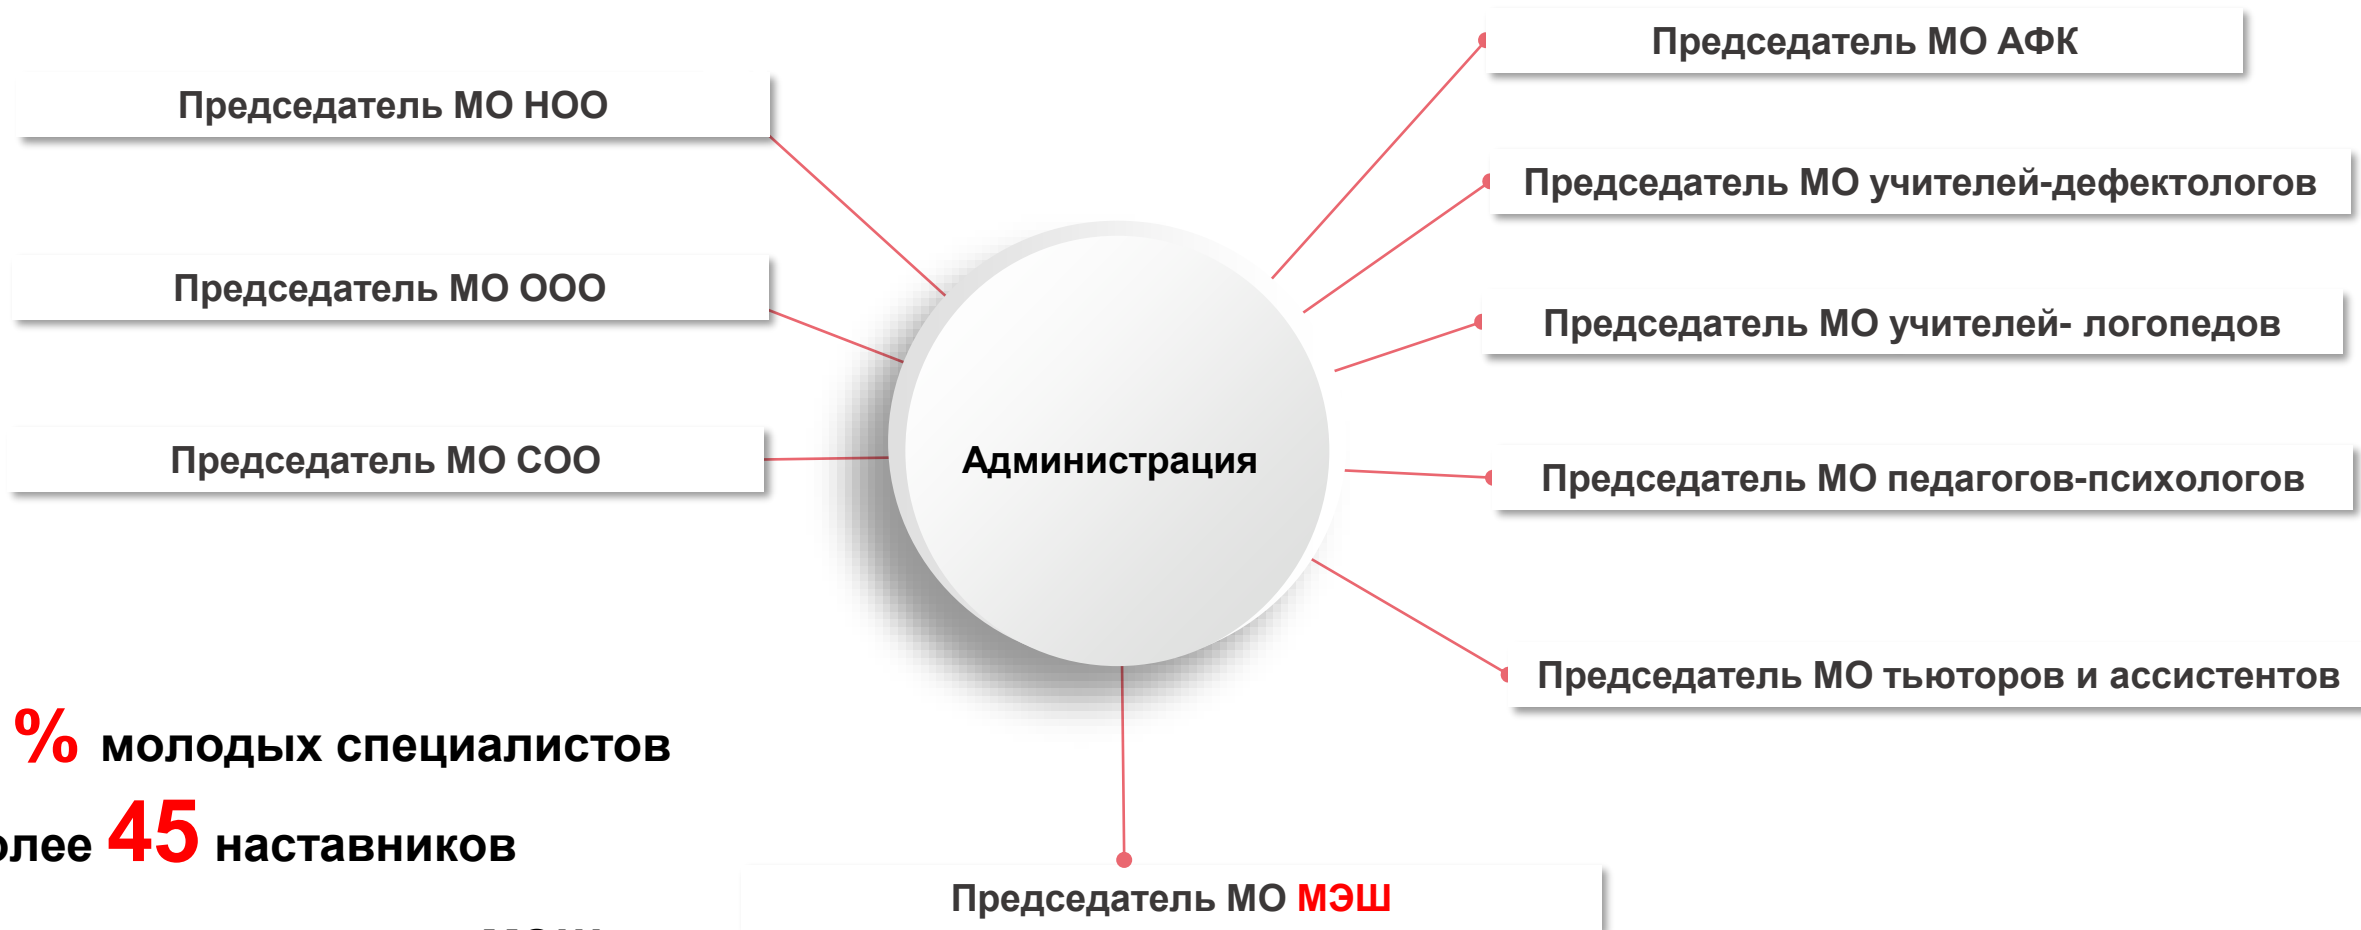 Председатель МО НОО
Председатель МО ООО
Председатель МО СОО
Администрация
Председатель МО АФК
Председатель МО учителей-дефектологов
Председатель МО учителей- логопедов
Председатель МО педагогов-психологов
Председатель МО тьюторов и ассистентов
% молодых специалистов
олее 45 наставников
Председатель МО МЭШ